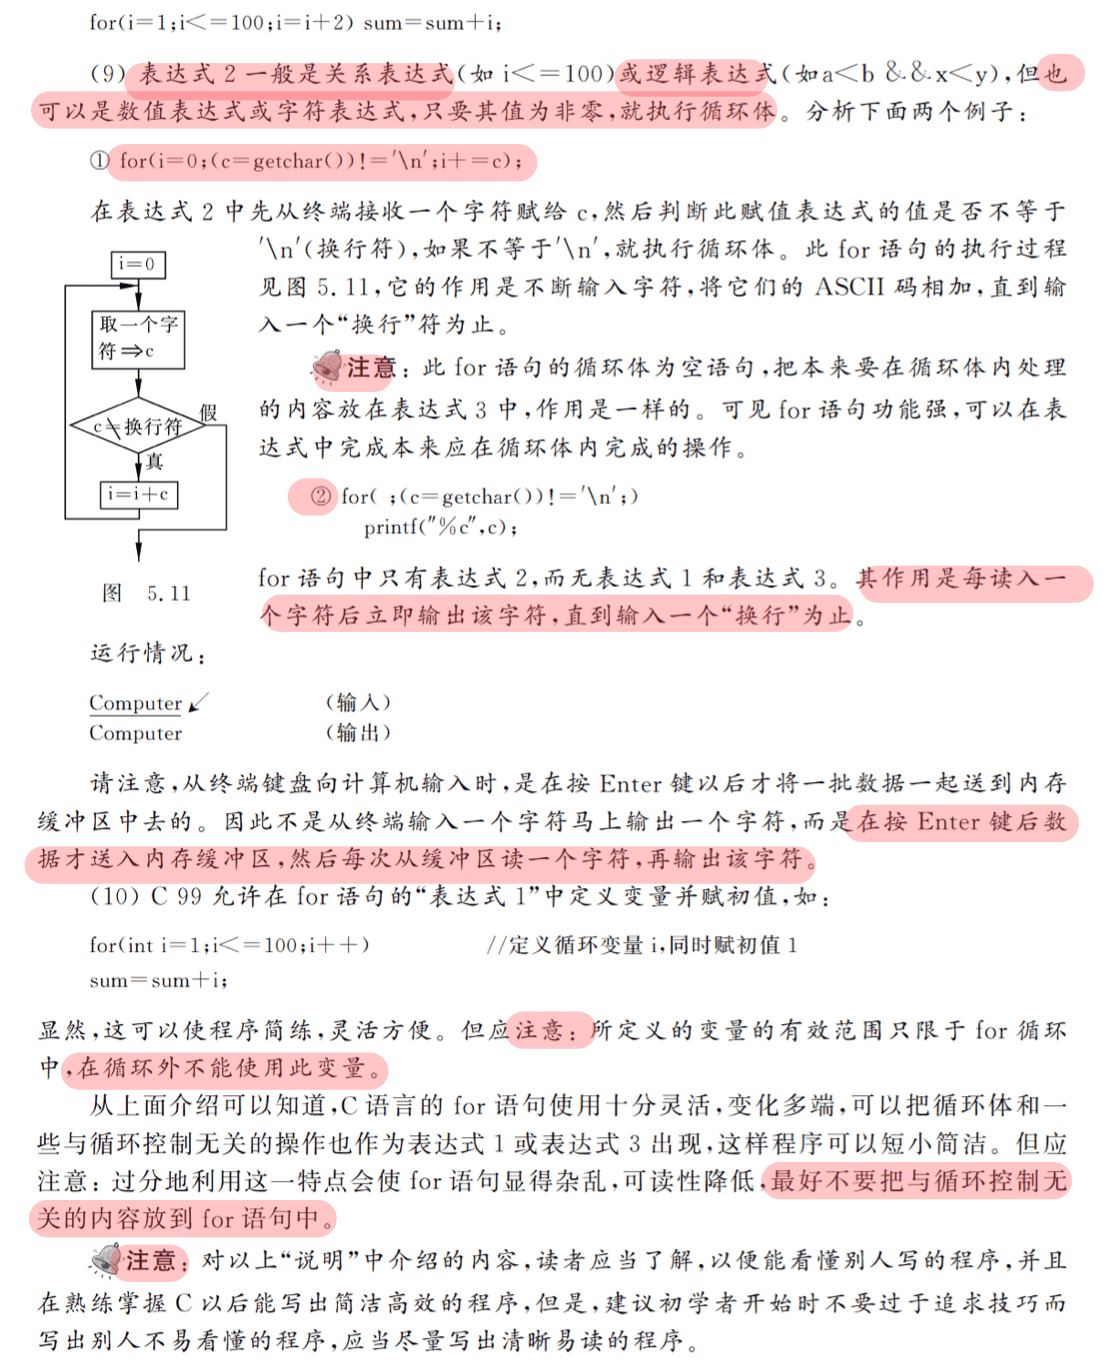 for(i=1;i<=100;i=i+2) sum=sum+i;
(9) 表达式 2 一般是关系表达式(如 i<=100)或逻辑表达式(如a<b &&x<y),但也
可以是数值表达式或字符表达式,只要其值为非零,就执行循环体。分析下面两个例子:
① for(i=0;(c=getchar())!='\n';i+=c);
在表达式 2 中先从终端接收一个字符赋给 c,然后判断此赋值表达式的值是否不等于
'\n'(换行符),如果不等于'\n',就执行循环体。此 for 语句的执行过程
见图 5.11,它的作用是不断输入字符,将它们的 ASCII 码相加,直到输
入一个“换行”符为止。
i=0
取一个字
符⇒c
c≠换行符
假
真
i=i+c
图 5.11
注意:此 for 语句的循环体为空语句,把本来要在循环体内处理
的内容放在表达式 3 中,作用是一样的。可见 for 语句功能强,可以在表
达式中完成本来应在循环体内完成的操作。
② for( ;(c=getchar())!='\n';)
printf("%c",c);
for 语句中只有表达式 2,而无表达式 1 和表达式 3。其作用是每读入一
个字符后立即输出该字符,直到输入一个“换行”为止。
运行情况:
Computer↙ (输入)
Computer (输出)
请注意,从终端键盘向计算机输入时,是在按 Enter 键以后才将一批数据一起送到内存
缓冲区中去的。因此不是从终端输入一个字符马上输出一个字符,而是在按 Enter 键后数
据才送入内存缓冲区,然后每次从缓冲区读一个字符,再输出该字符。
(10) C 99 允许在 for 语句的“表达式 1”中定义变量并赋初值,如:
for(int i=1;i<=100;i++) //定义循环变量 i,同时赋初值 1
sum=sum+i;
显然,这可以使程序简练,灵活方便。但应注意:所定义的变量的有效范围只限于 for 循环
中,在循环外不能使用此变量。
从上面介绍可以知道,C 语言的 for 语句使用十分灵活,变化多端,可以把循环体和一
些与循环控制无关的操作也作为表达式 1 或表达式 3 出现,这样程序可以短小简洁。但应
注意:过分地利用这一特点会使 for 语句显得杂乱,可读性降低,最好不要把与循环控制无
关的内容放到 for 语句中。
注意:对以上“说明”中介绍的内容,读者应当了解,以便能看懂别人写的程序,并且
在熟练掌握 C 以后能写出简洁高效的程序,但是,建议初学者开始时不要过于追求技巧而
写出别人不易看懂的程序,应当尽量写出清晰易读的程序。